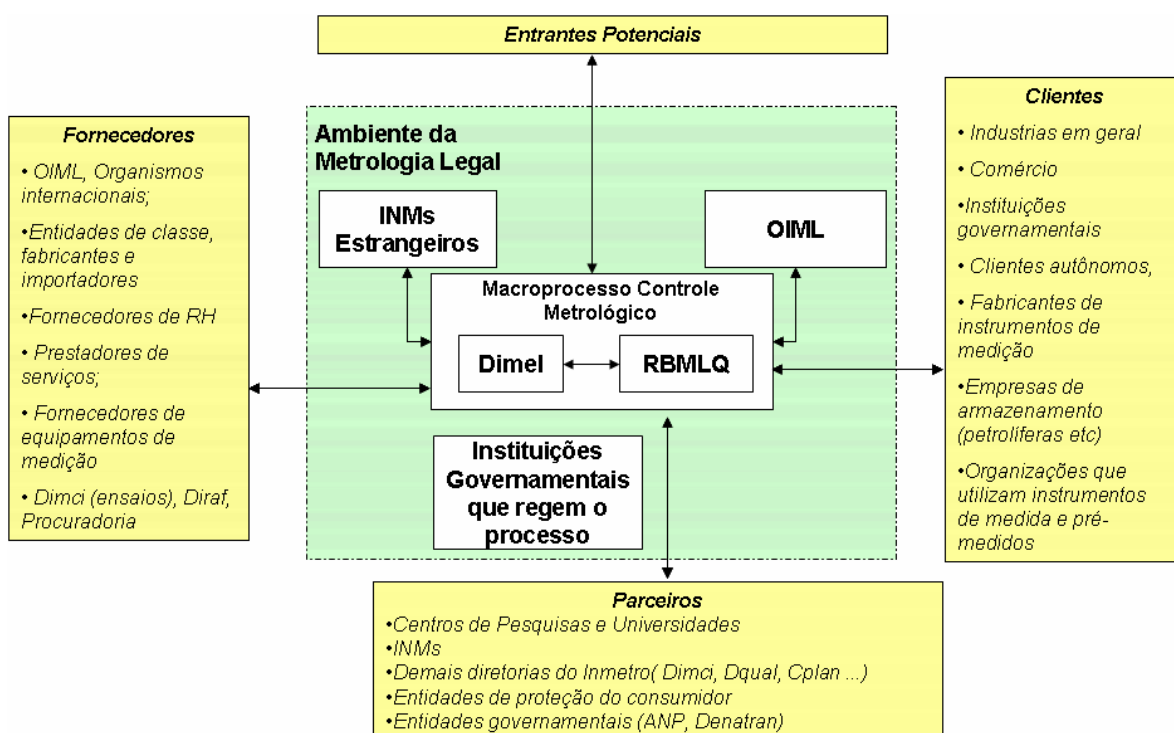 Entrantes Potenciais
Fornecedores
• OIML, Organismos
internacionais;
•Entidades de classe,
fabricantes e
importadores
•Fornecedores de RH
• Prestadores de
serviços;
• Fornecedores de
equipamentos de
medição
• Dimci (ensaios), Diraf,
Procuradoria
Ambiente da
Metrologia Legal
INMs
Estrangeiros
OIML
Macroprocesso Controle
Metrológico
Dimel
RBMLQ
Instituições
Governamentais
que regem o
processo
Clientes
• Industrias em geral
• Comércio
•Instituições
governamentais
• Clientes autônomos,
• Fabricantes de
instrumentos de
medição
•Empresas de
armazenamento
(petrolíferas etc)
•Organizações que
utilizam instrumentos
de medida e pré-
medidos
Parceiros
•Centros de Pesquisas e Universidades
•INMs
•Demais diretorias do Inmetro( Dimci, Dqual, Cplan ...)
•Entidades de proteção do consumidor
•Entidades governamentais (ANP, Denatran)